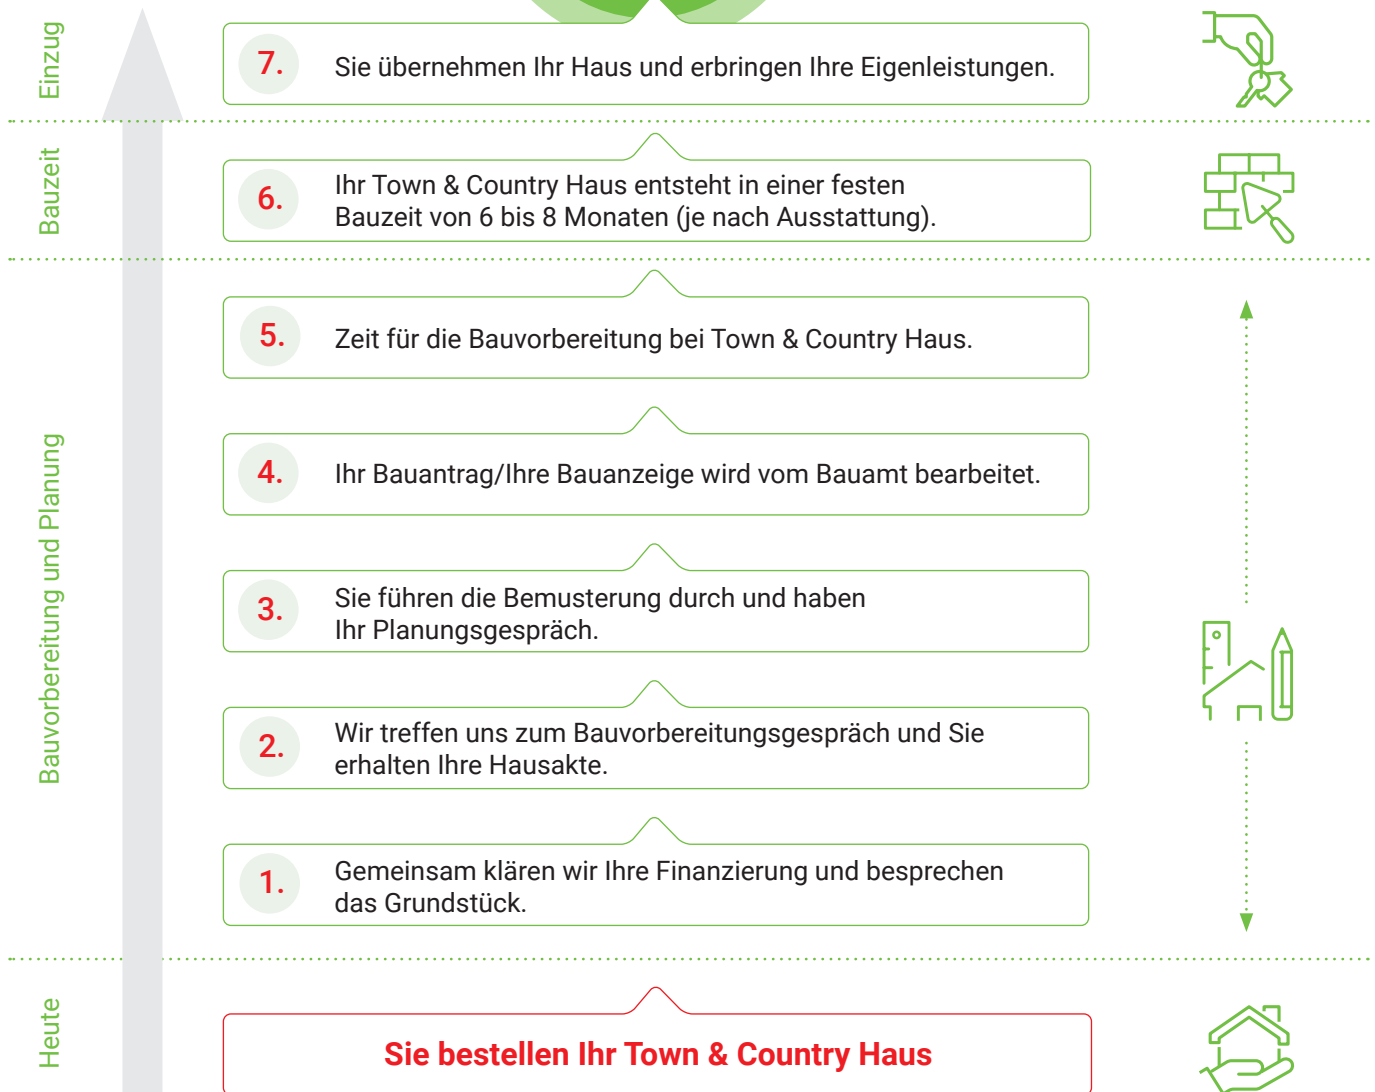 Einzug
7.
Sie übernehmen Ihr Haus und erbringen Ihre Eigenleistungen.
Bauzeit
6.
Ihr Town & Country Haus entsteht in einer festen
Bauzeit von 6 bis 8 Monaten (je nach Ausstattung).
Bauvorbereitung und Planung
5.
Zeit für die Bauvorbereitung bei Town & Country Haus.
4.
Ihr Bauantrag/Ihre Bauanzeige wird vom Bauamt bearbeitet.
3.
Sie führen die Bemusterung durch und haben
Ihr Planungsgespräch.
2.
Wir treffen uns zum Bauvorbereitungsgespräch und Sie
erhalten Ihre Hausakte.
1.
Gemeinsam klären wir Ihre Finanzierung und besprechen
das Grundstück.
Heute
Sie bestellen Ihr Town & Country Haus